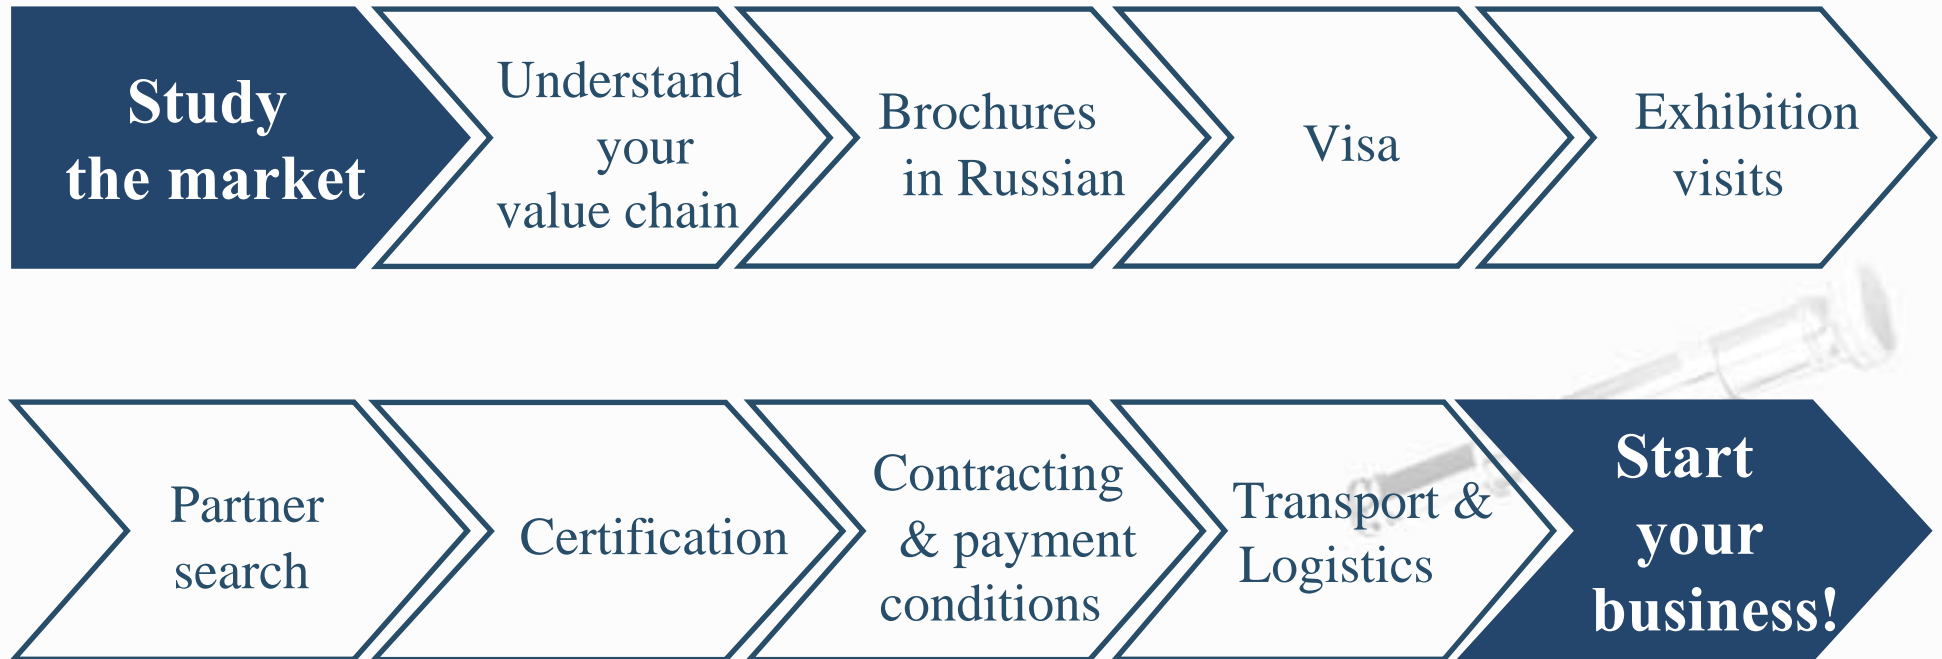 Study
the market
Understand
your
value chain
Brochures
in Russian
Visa
Exhibition
visits
Partner
search
Certification
Contracting
& payment
conditions
Transport &
Logistics
Start
your
business!